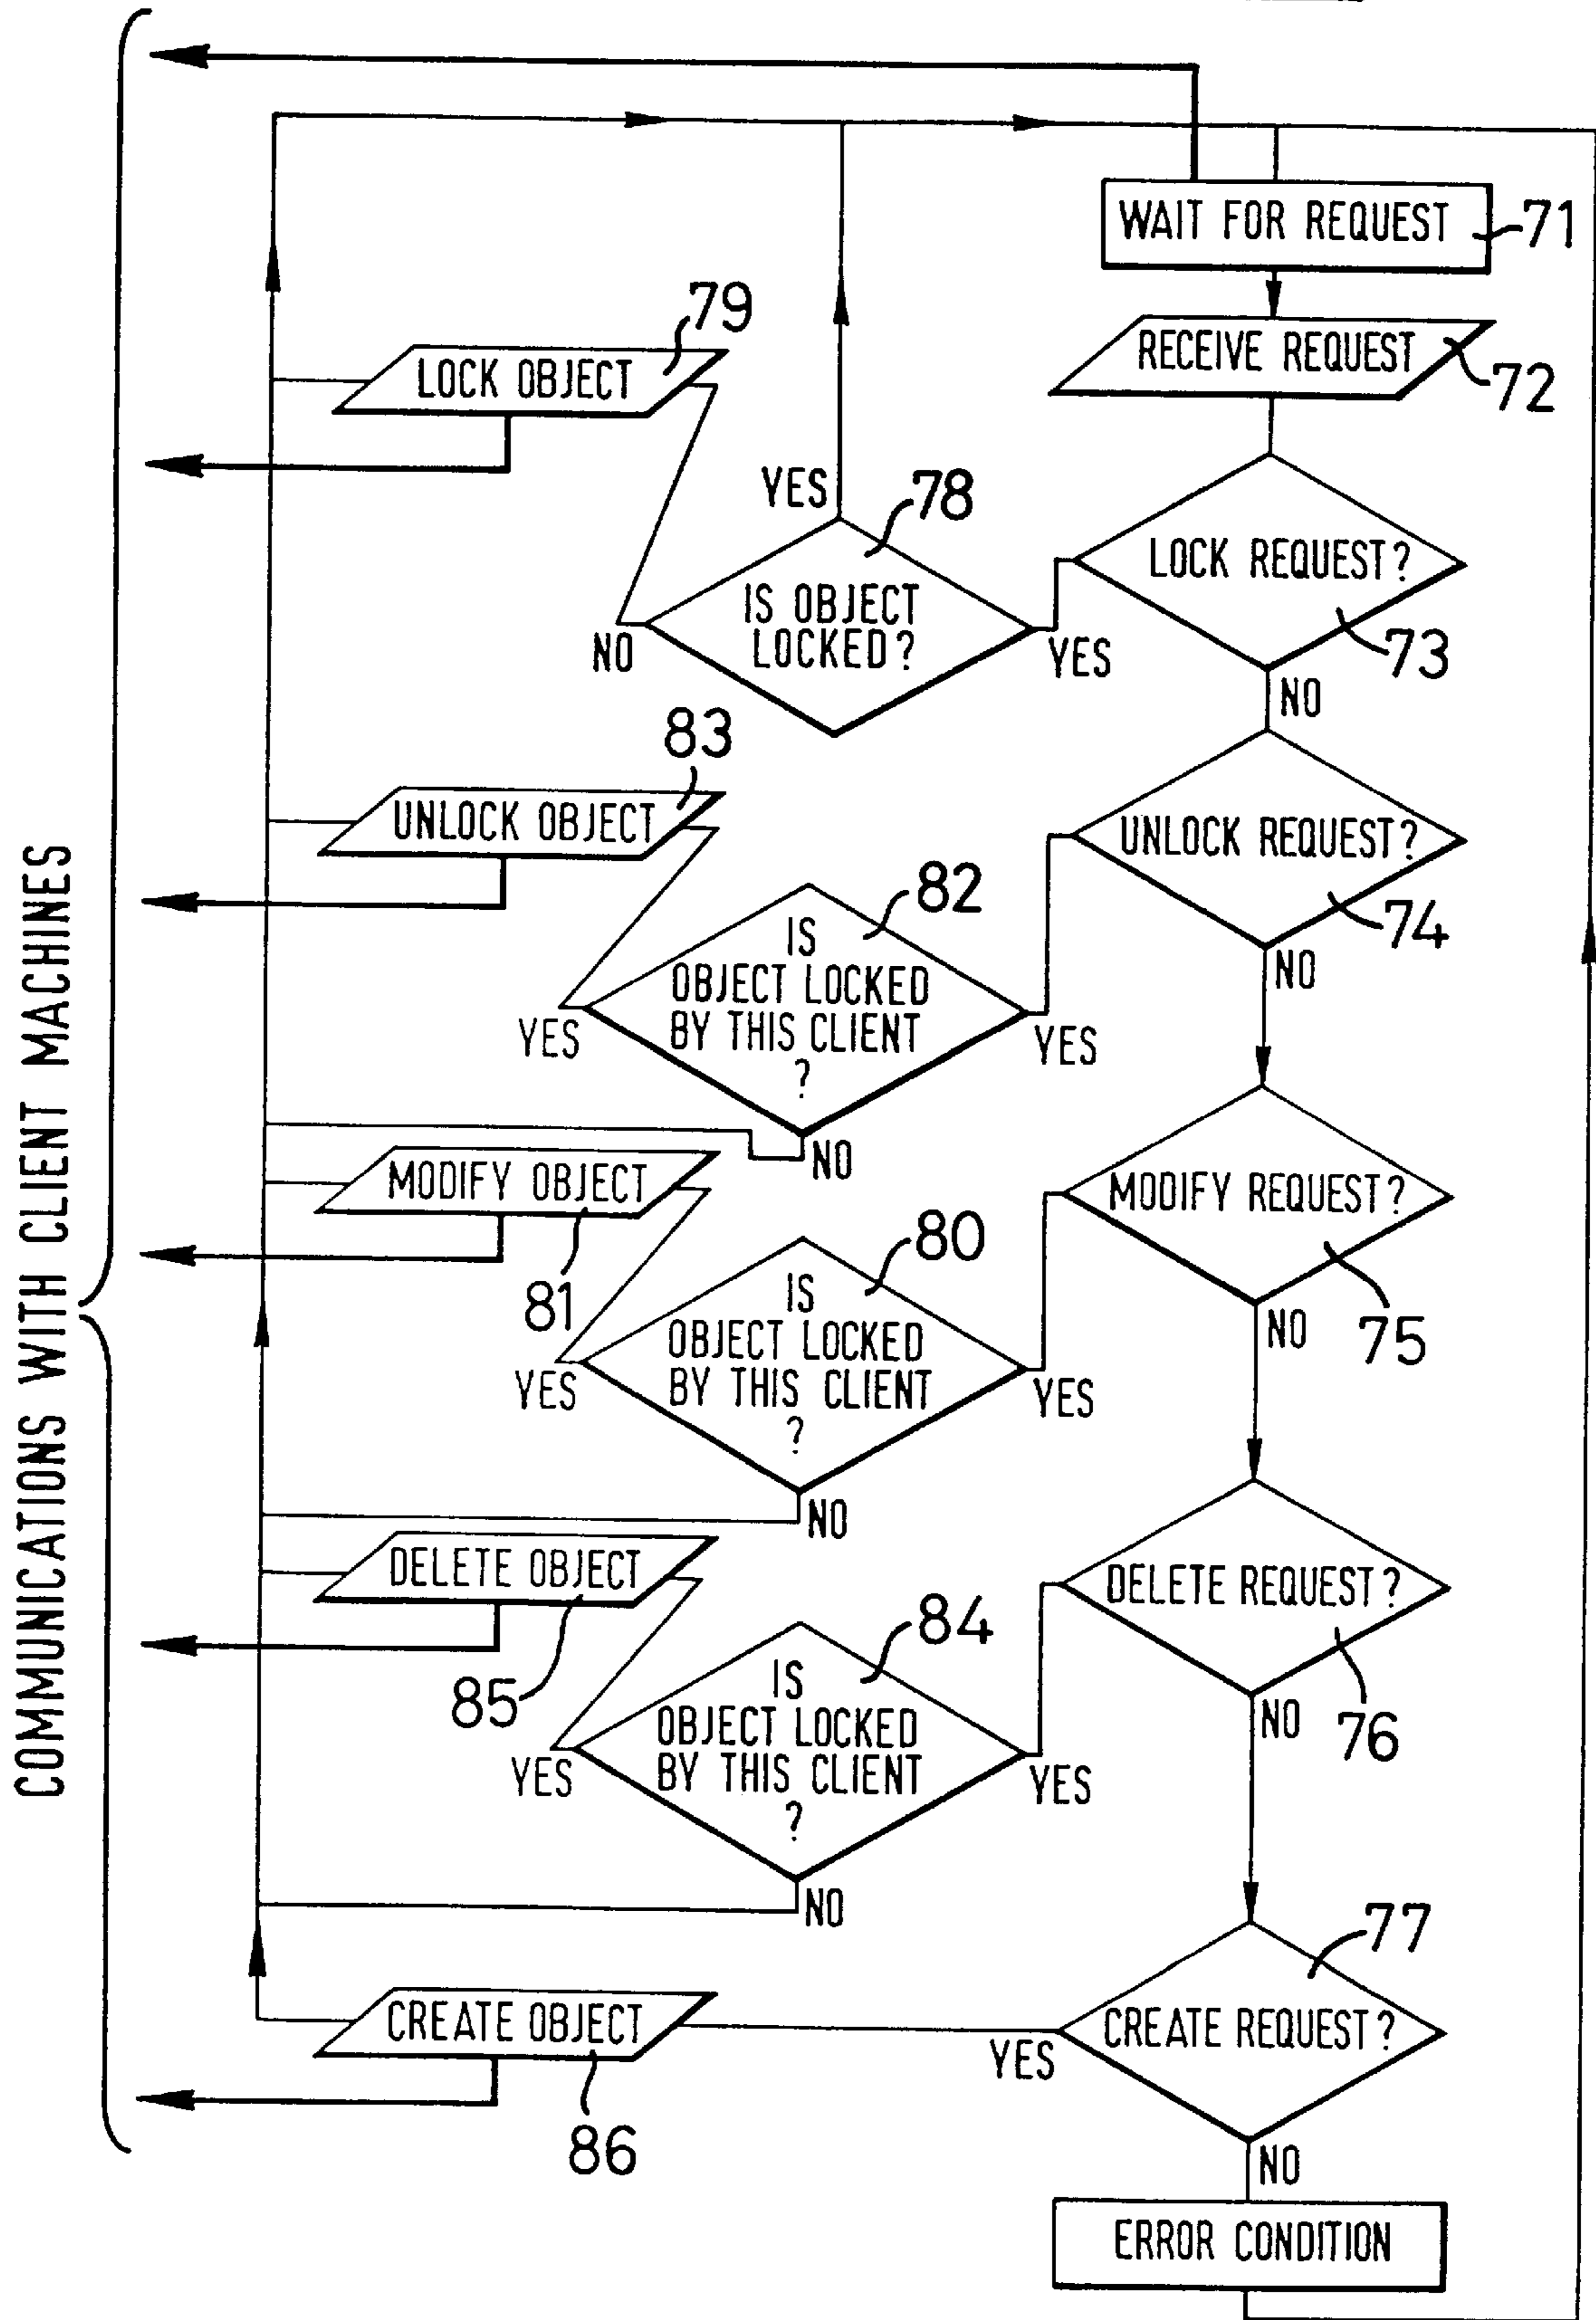 WAIT FOR REQUEST
71
RECEIVE REQUEST
72
79
LOCK OBJECT
78
YES
IS OBJECT
LOCKED?
NO
YES
LOCK REQUEST?
73
NO
83
UNLOCK OBJECT
82
IS
OBJECT LOCKED
BY THIS CLIENT
?
YES
YES
NO
UNLOCK REQUEST?
74
NO
MODIFY OBJECT
81
80
IS
OBJECT LOCKED
BY THIS CLIENT
?
YES
YES
NO
MODIFY REQUEST?
75
NO
DELETE OBJECT
85
84
IS
OBJECT LOCKED
BY THIS CLIENT
?
YES
YES
NO
DELETE REQUEST?
76
NO
77
CREATE OBJECT
86
CREATE REQUEST?
YES
NO
ERROR CONDITION
COMMUNICATIONS WITH CLIENT MACHINES